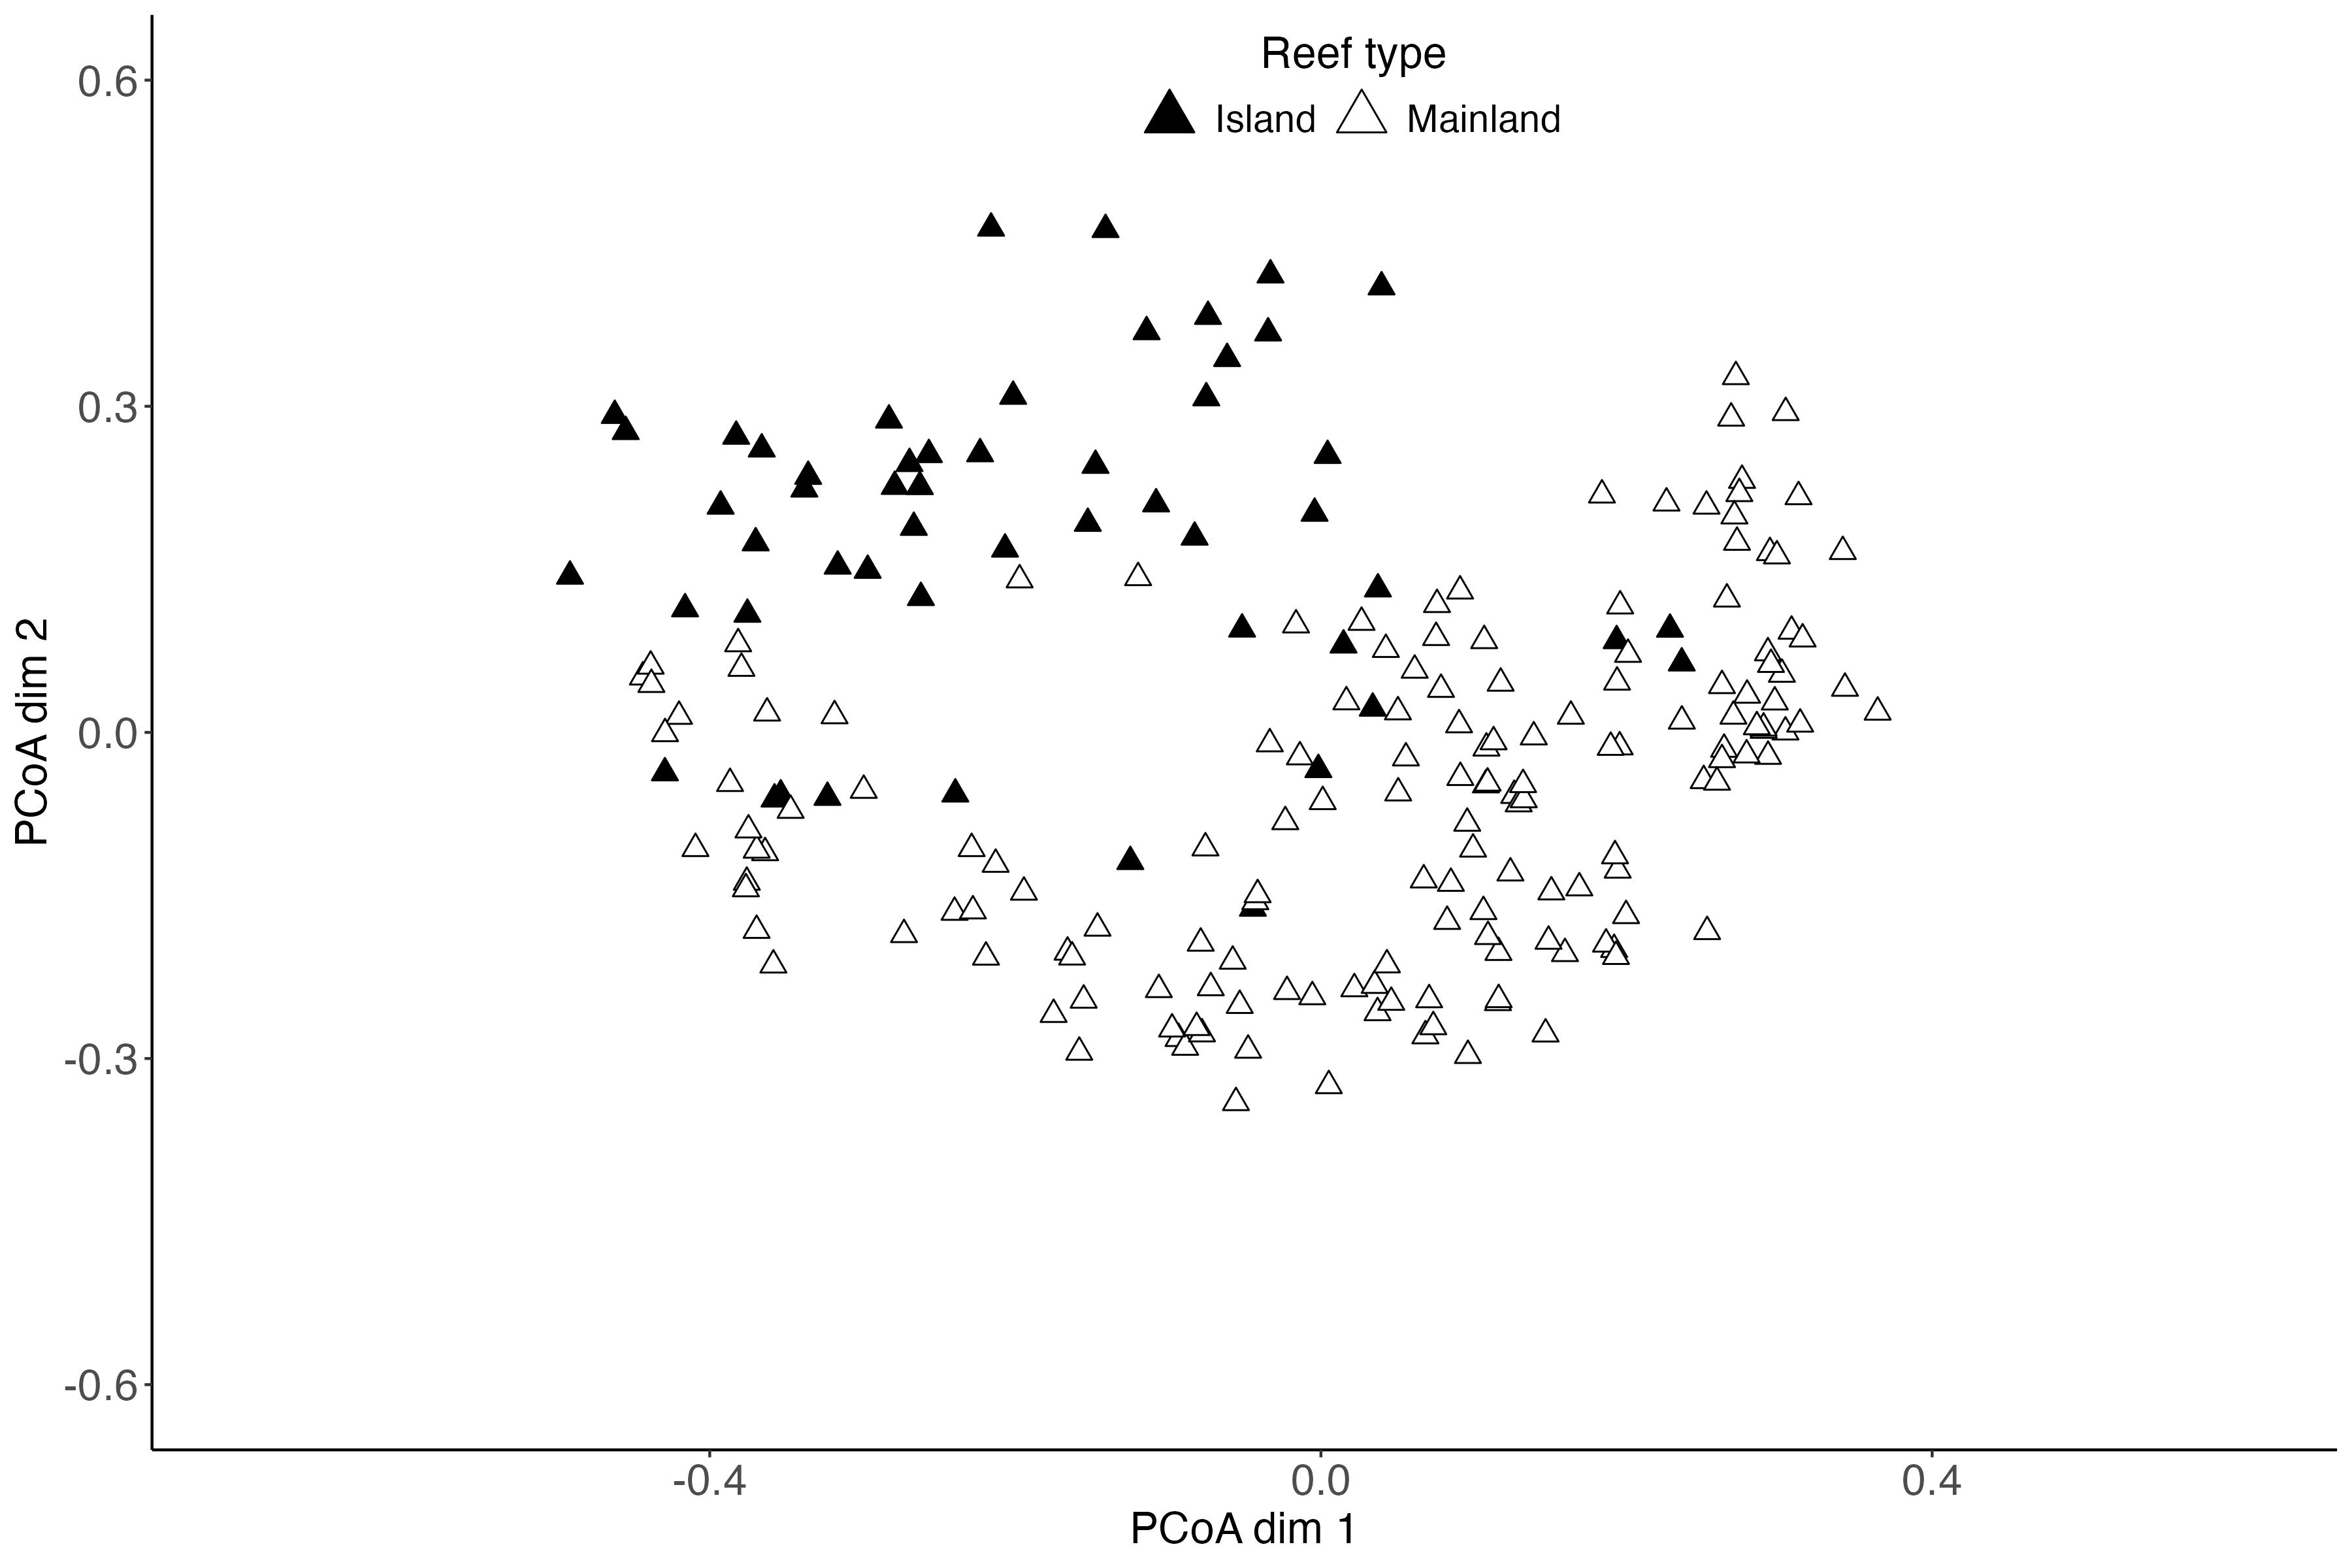 Reef type
Island Mainland
0.6
0.3
0.0
-0.3
-0.6
PCoA dim 2
-0.4 0.0 0.4
PCoA dim 1